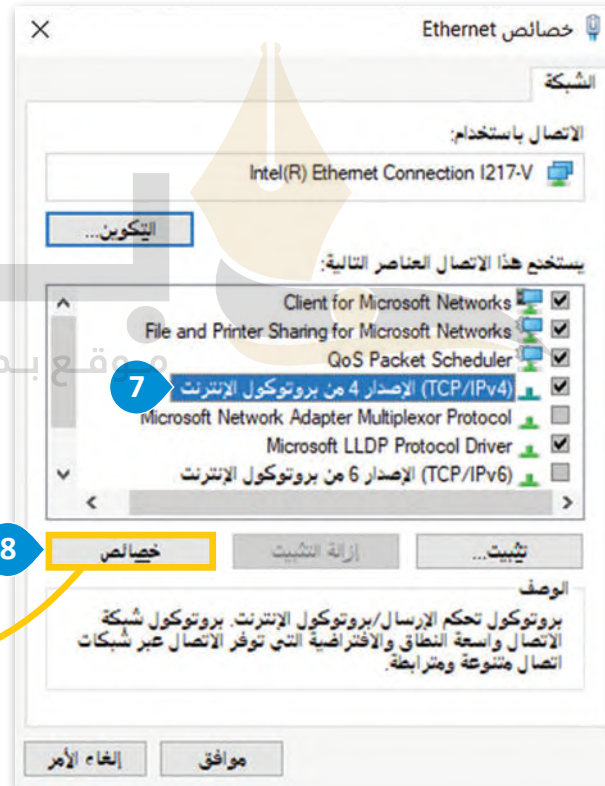 خصائص Ethernet
الشبكة
الاتصال باستخدام:
Intel(R) Ethernet Connection I217-V
التكوين...
يستخدم هذا الاتصال العناصر التالية:
Client for Microsoft Networks
File and Printer Sharing for Microsoft Networks
QoS Packet Scheduler
7
(TCP/IPv4) الإصدار 4 من بروتوكول الإنترنت
Microsoft Network Adapter Multiplexor Protocol
Microsoft LLDP Protocol Driver
(TCP/IPv6) الإصدار 6 من بروتوكول الإنترنت
تثبيت...
إزالة التثبيت
خصائص
8
الوصف
بروتوكول تحكم الإرسال/بروتوكول الإنترنت. بروتوكول شبكة
الاتصال واسعة النطاق والافتراضية التي توفر الاتصال عبر شبكات
اتصال متنوعة ومترابطة.
موافق
إلغاء الأمر